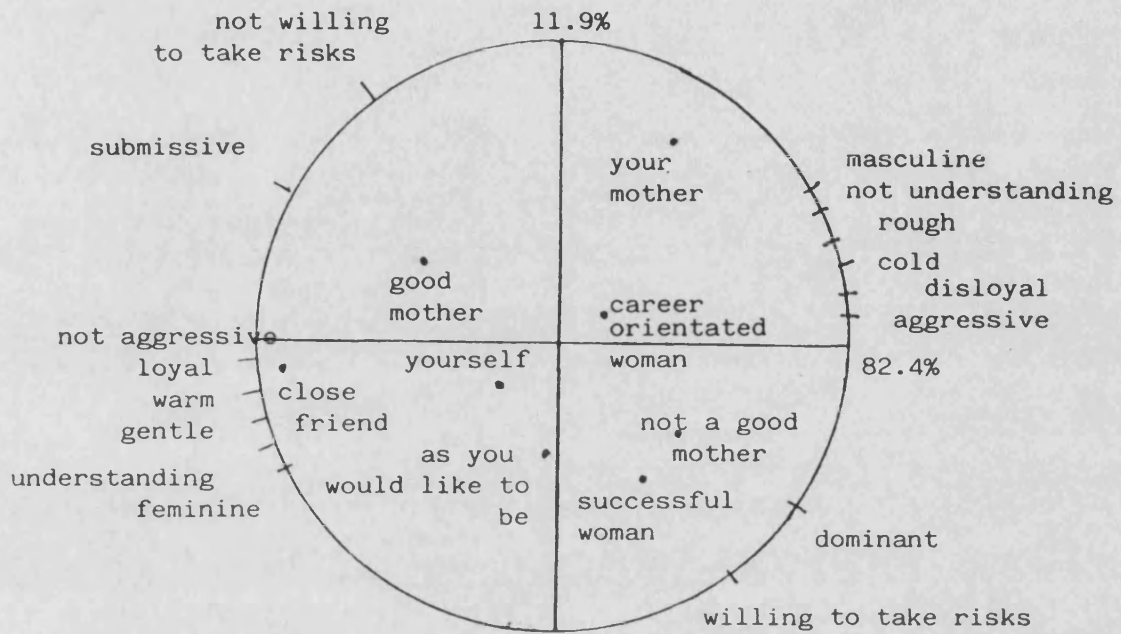 not willing
to take risks
11.9%
submissive
your
mother
masculine
not understanding
rough
cold
disloyal
aggressive
good
mother
career
orientated
woman
not aggressive
loyal
warm
gentle
understanding
feminine
yourself
82.4%
close
friend
not a good
mother
as you
would like to
be
successful
woman
dominant
willing to take risks